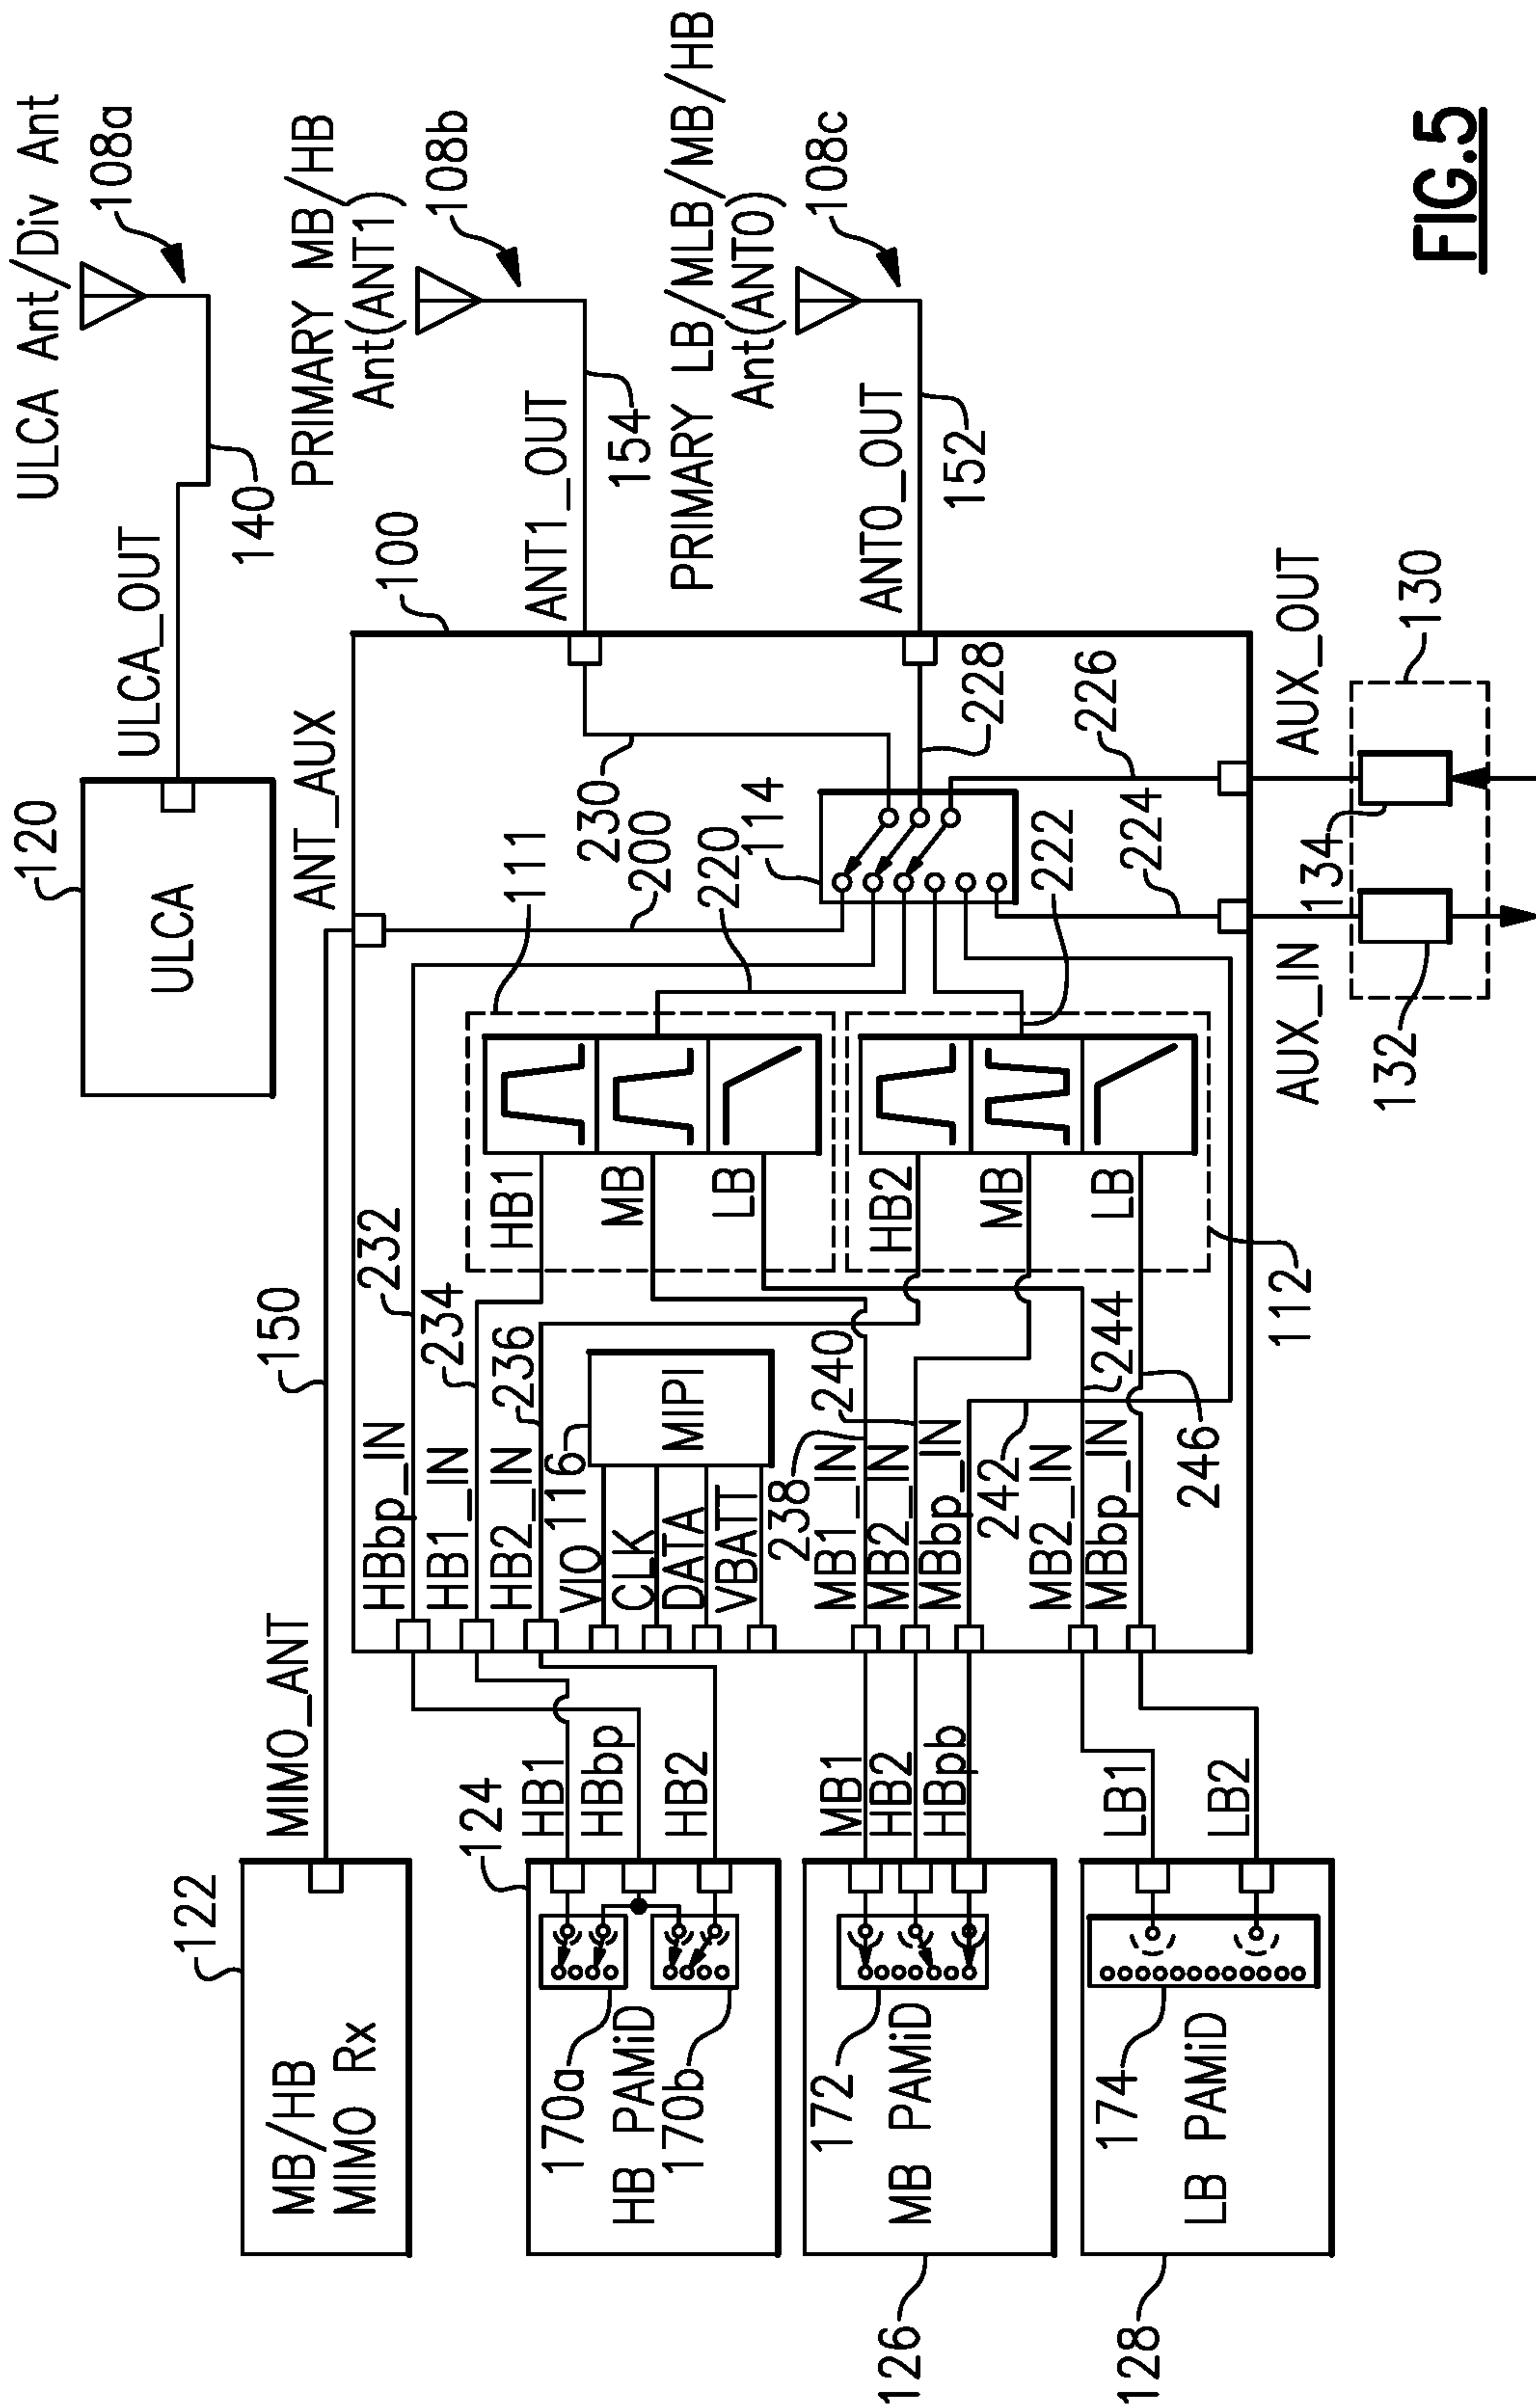 ULCA Ant/Div Ant
108a
140
ULCA_OUT
120
ULCA
PRIMARY MB/HB
Ant(ANT1)
108b
154
ANT1_OUT
PRIMARY LB/MLB/MB/HB
Ant(ANT0)
108c
152
ANT0_OUT
100
ANT_AUX
150
MIMO_ANT
122
MB/HB
MIMO Rx
124
HB1
HBbp
HB2
170a
HB PAMiD
170b
MB1
HB2
HBpb
172
MB PAMiD
126
LB1
LB2
174
LB PAMiD
128
HBbp_IN
232
HB1_IN
234
HB2_IN
236
VIO
CLK
DATA
VBATT
116
MIPI
238
MB1_IN
240
MB2_IN
MBbp_IN
242
MB2_IN
244
MBbp_IN
246
111
HB1
MB
LB
HB2
MB
LB
112
230
200
220
114
222
228
226
224
AUX_IN
AUX_OUT
132
134
130
FIG.5